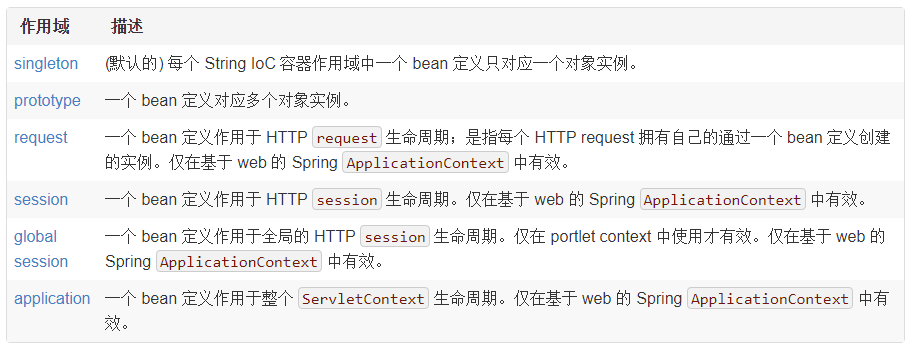 作用域 描述
singleton (默认的) 每个 String IoC 容器作用域中一个 bean 定义只对应一个对象实例。
prototype 一个 bean 定义对应多个对象实例。
request 一个 bean 定义作用于 HTTP request 生命周期；是指每个 HTTP request 拥有自己的通过一个 bean 定义创建
的实例。仅在基于 web 的 Spring ApplicationContext 中有效。
session 一个 bean 定义作用于 HTTP session 生命周期。仅在基于 web 的 Spring ApplicationContext 中有效。
global 一个 bean 定义作用于全局的 HTTP session 生命周期。仅在 portlet context 中使用才有效。仅在基于 web 的
session Spring ApplicationContext 中有效。
application 一个 bean 定义作用于整个 ServletContext 生命周期。仅在基于 web 的 Spring ApplicationContext 中有
效。